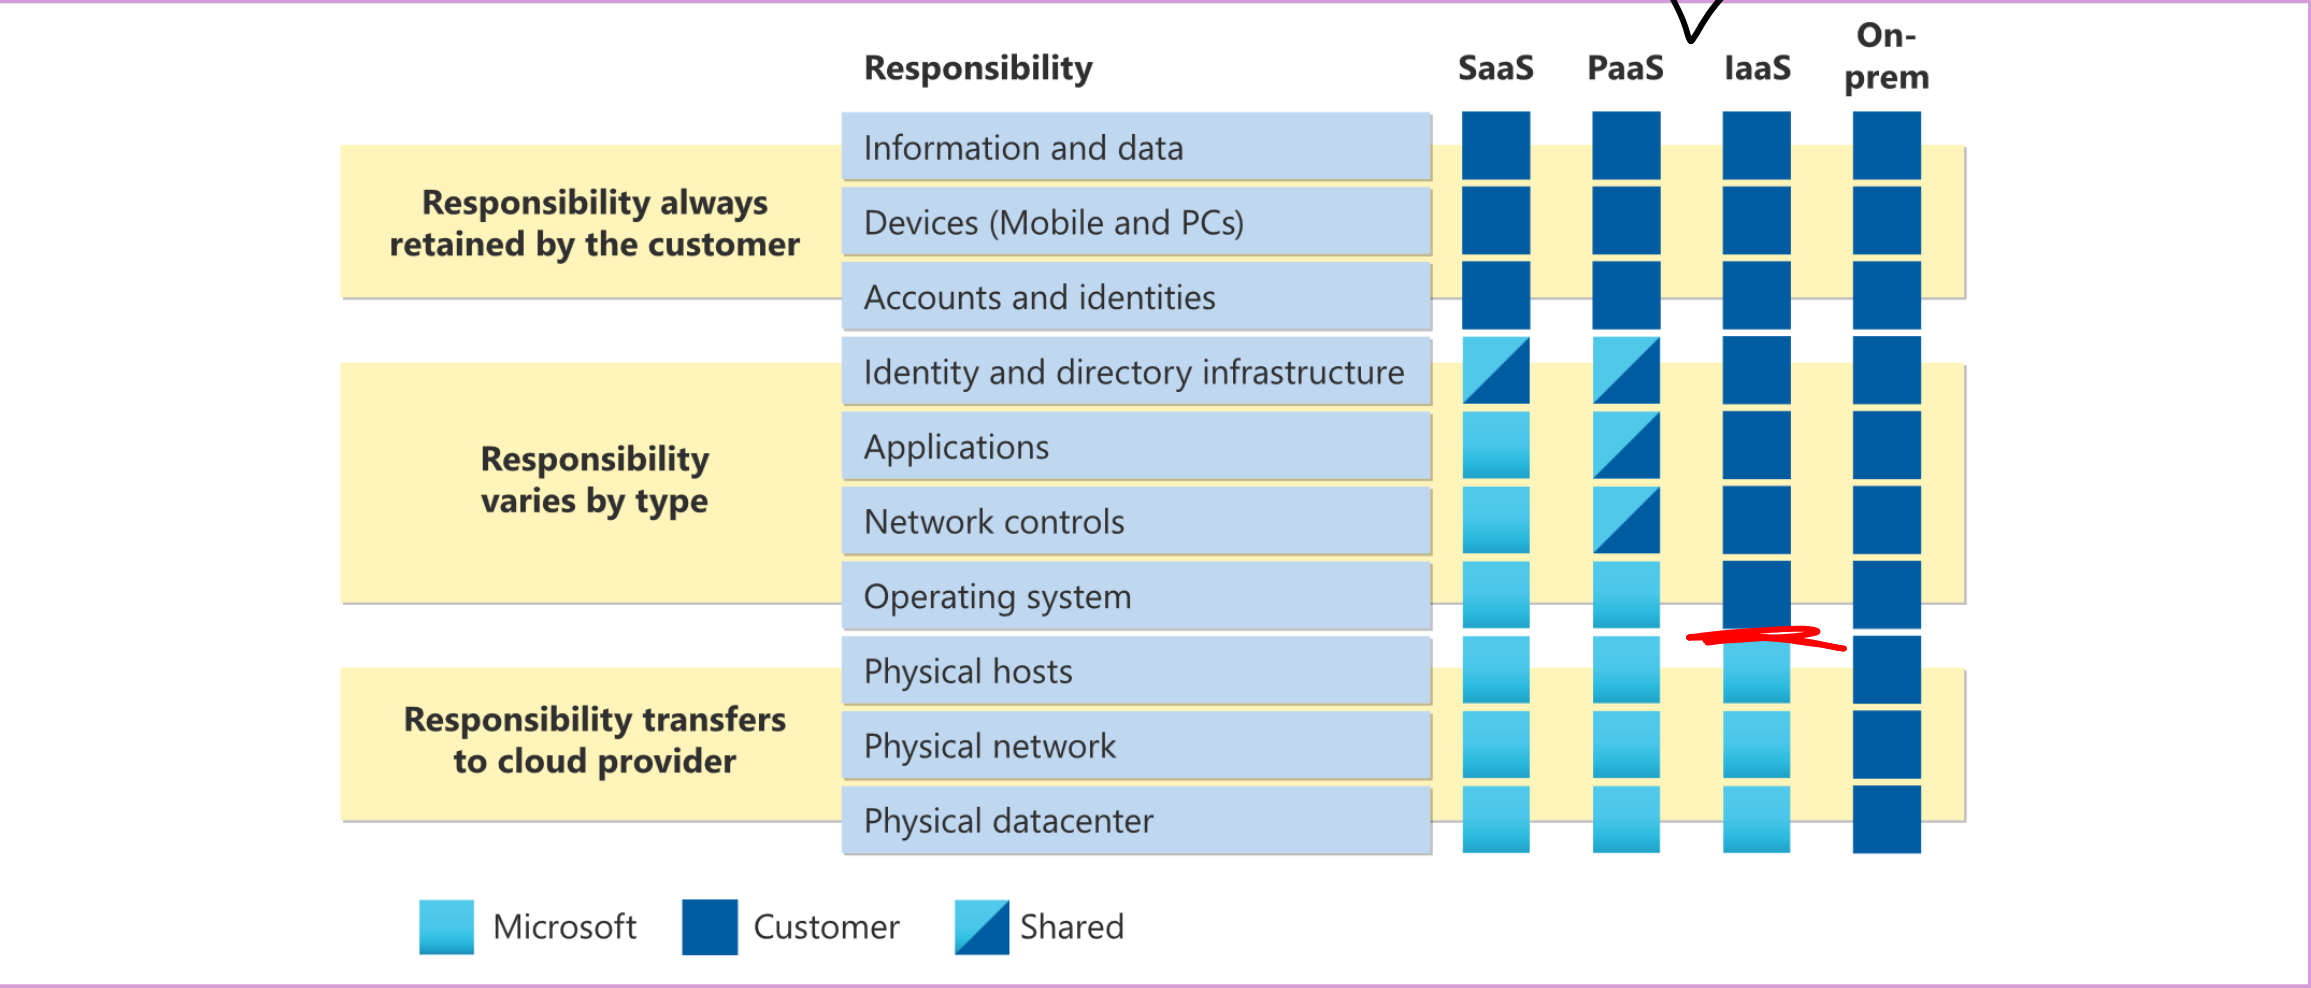 Responsibility SaaS PaaS IaaS On-
prem
Information and data
Responsibility always
retained by the customer
Devices (Mobile and PCs)
Accounts and identities
Identity and directory infrastructure
Responsibility
varies by type
Applications
Network controls
Operating system
Physical hosts
Responsibility transfers
to cloud provider
Physical network
Physical datacenter
Microsoft Customer Shared